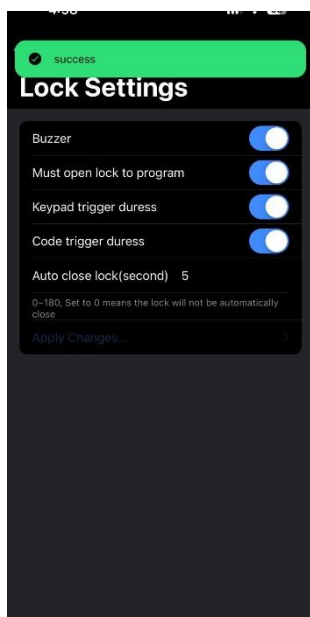 success
Lock Settings
Buzzer
Must open lock to program
Keypad trigger duress
Code trigger duress
Auto close lock(second) 5
0~180, Set to 0 means the lock will not be automatically
close
Apply Changes...